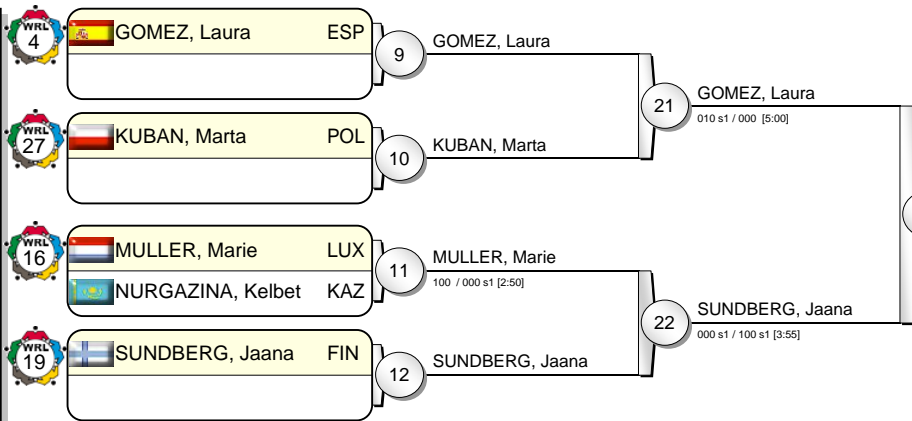 WRL
4
GOMEZ, Laura ESP
9
GOMEZ, Laura
21
GOMEZ, Laura
010 s1 / 000 [5:00]
WRL
27
KUBAN, Marta POL
10
KUBAN, Marta
WRL
16
MULLER, Marie LUX
NURGAZINA, Kelbet KAZ
11
MULLER, Marie
100 / 000 s1 [2:50]
22
SUNDBERG, Jaana
000 s1 / 100 s1 [3:55]
WRL
19
SUNDBERG, Jaana FIN
12
SUNDBERG, Jaana